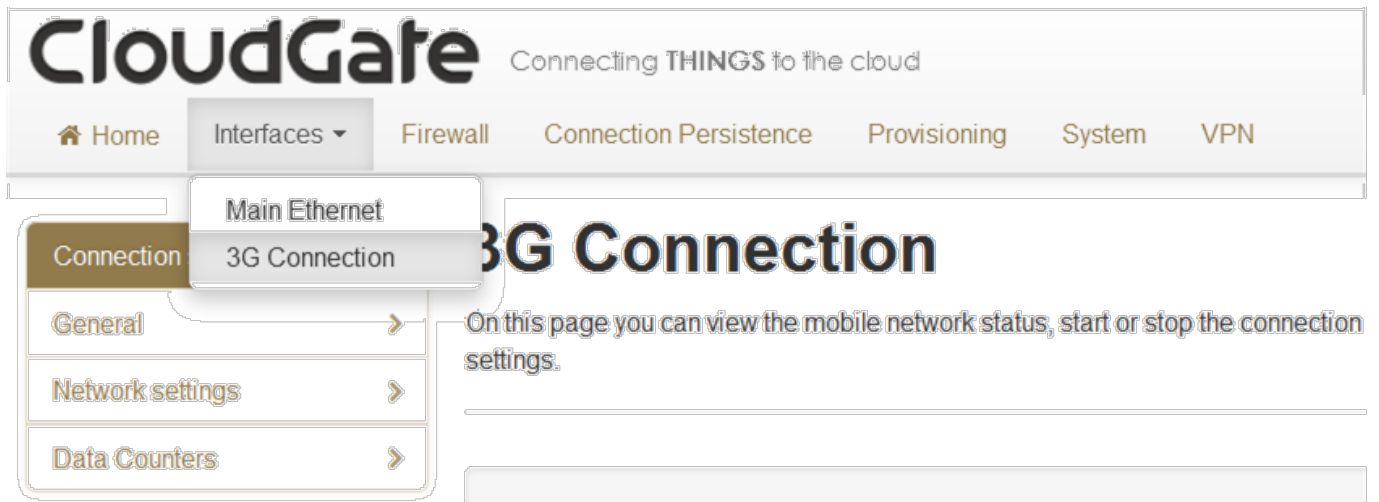 CloudGate Connecting THINGS to the cloud
Home Interfaces Firewall Connection Persistence Provisioning System VPN
Main Ethernet
3G Connection
Connection
3G Connection
General
Network settings
Data Counters
On this page you can view the mobile network status, start or stop the connection
settings.